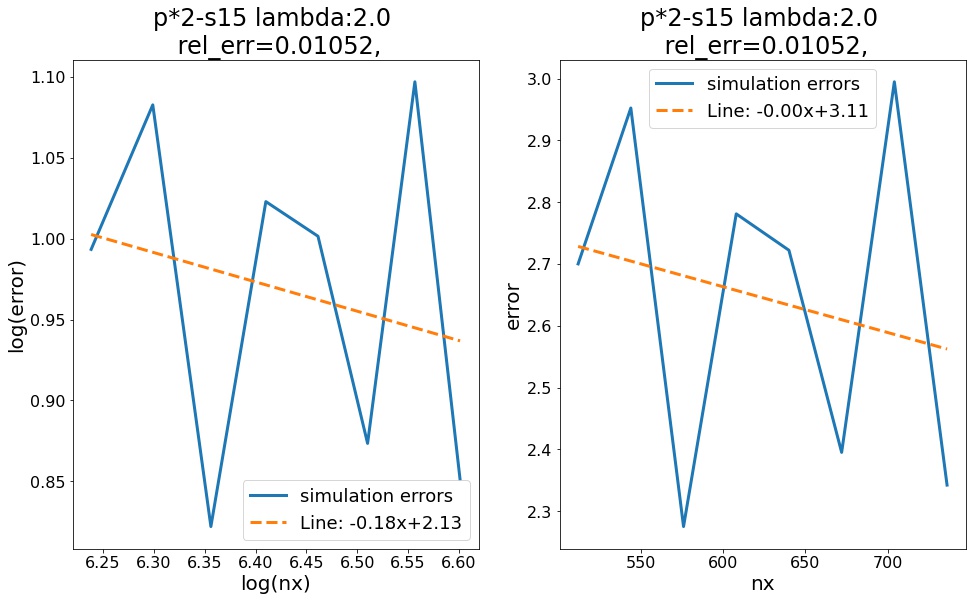 p*2-s15 lambda:2.0
rel_err=0.01052,
1.10
1.05
1.00
0.95
0.90
0.85
log(error)
simulation errors
Line: -0.18x+2.13
6.25 6.30 6.35 6.40 6.45 6.50 6.55 6.60
log(nx)
p*2-s15 lambda:2.0
rel_err=0.01052,
3.0
2.9
2.8
2.7
2.6
2.5
2.4
2.3
error
simulation errors
Line: -0.00x+3.11
550 600 650 700
nx